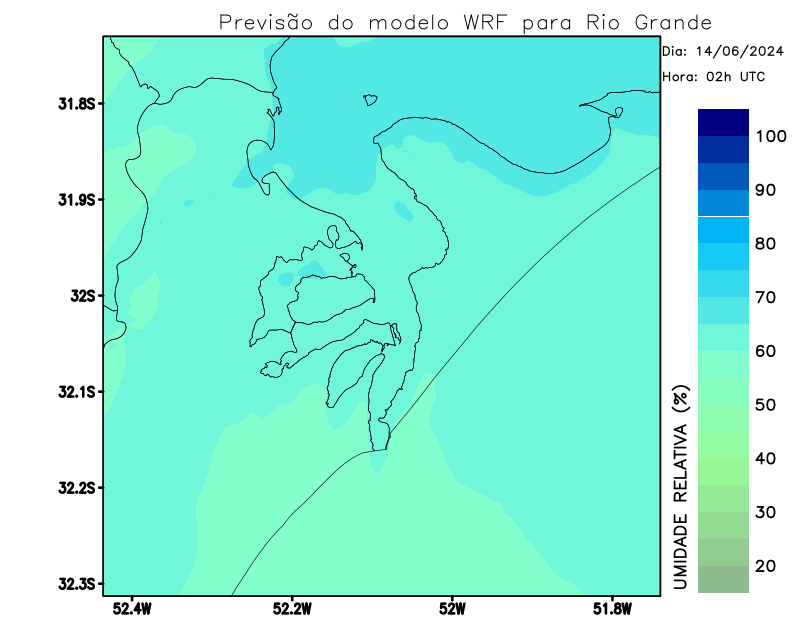 Previsão do modelo WRF para Rio Grande
Dia: 14/06/2024
Hora: 02h UTC
31.8S
31.9S
32S
32.1S
32.2S
32.3S
52.4W
52.2W
52W
51.8W
100
90
80
70
60
50
40
30
20
UMIDADE RELATIVA (%)